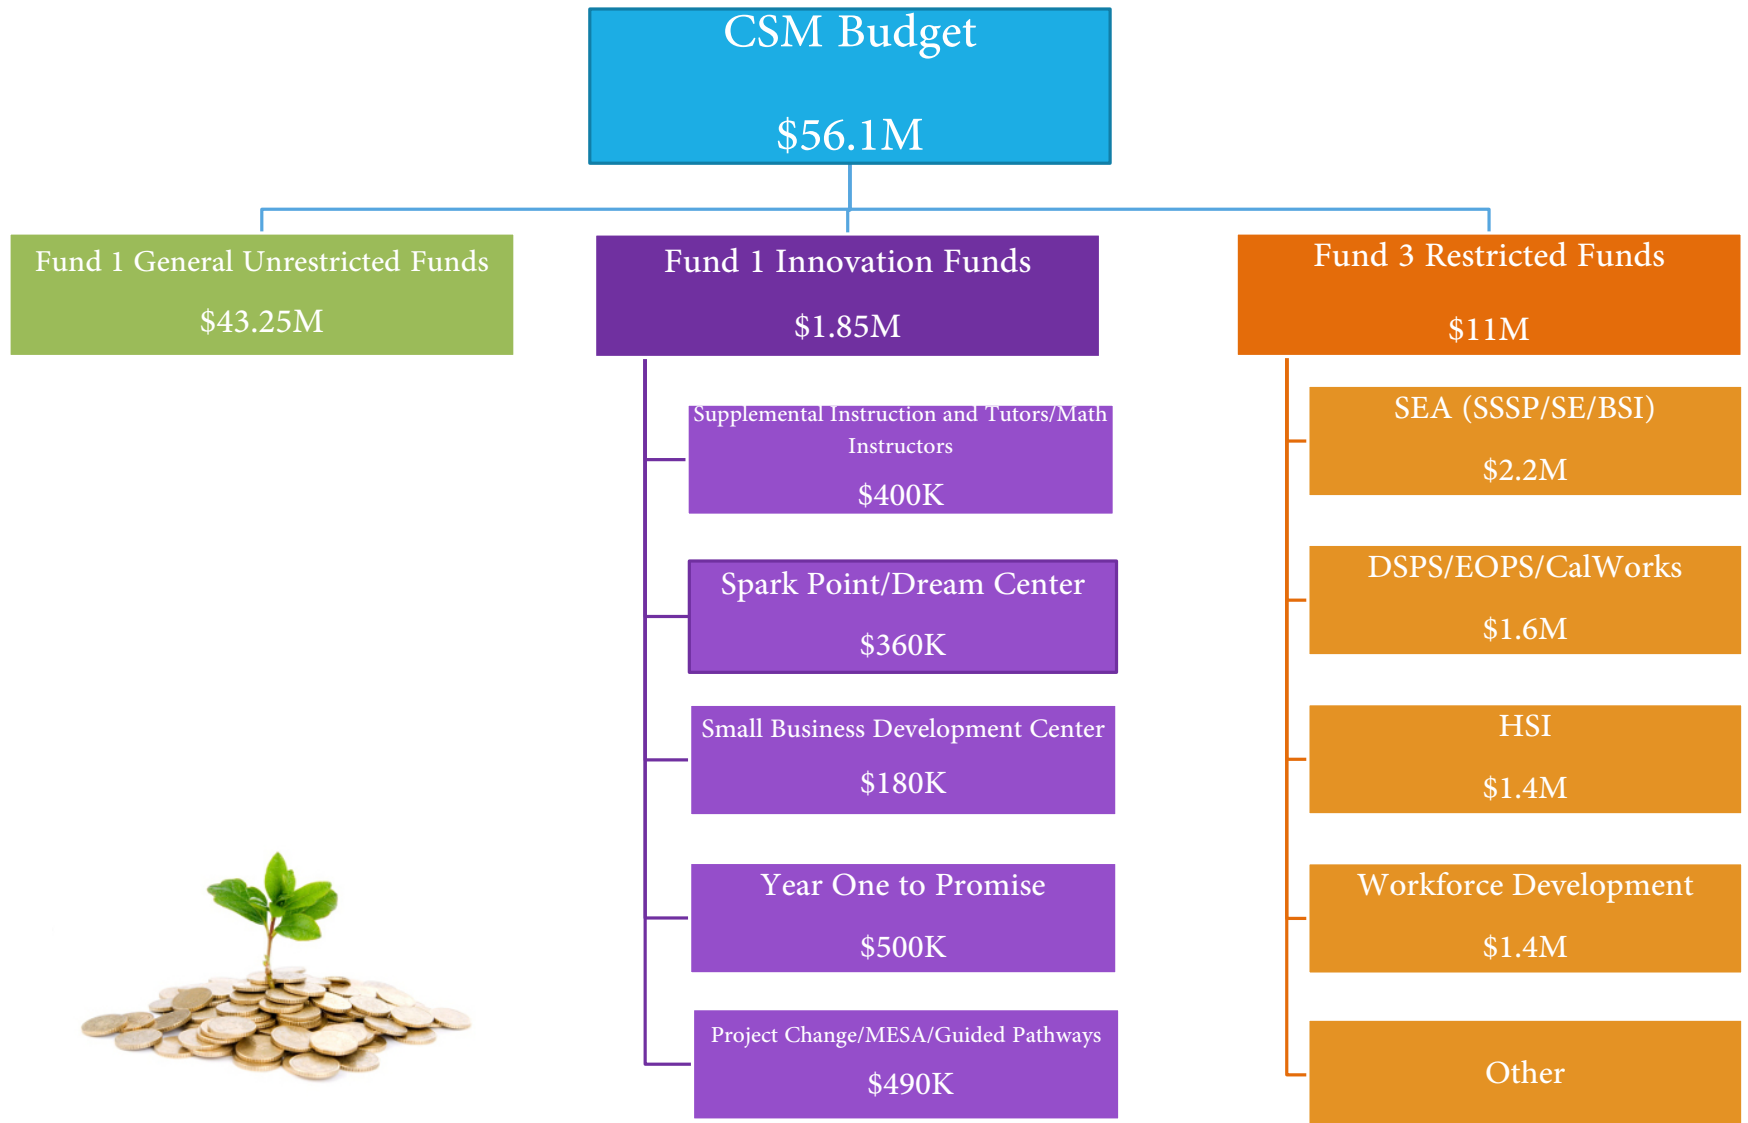 CSM Budget
$56.1M
Fund 1 General Unrestricted Funds
$43.25M
Fund 1 Innovation Funds
$1.85M
Supplemental Instruction and Tutors/Math
Instructors
$400K
Spark Point/Dream Center
$360K
Small Business Development Center
$180K
Year One to Promise
$500K
Project Change/MESA/Guided Pathways
$490K
Fund 3 Restricted Funds
$11M
SEA (SSSP/SE/BSI)
$2.2M
DSPS/EOPS/CalWorks
$1.6M
HSI
$1.4M
Workforce Development
$1.4M
Other